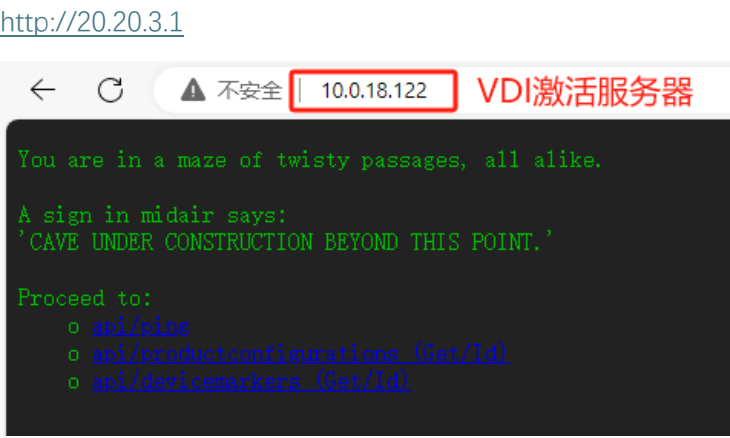 http://20.20.3.1
不安全 10.0.18.122 VDI激活服务器
You are in a maze of twisty passages, all alike.
A sign in midair says:
'CAVE UNDER CONSTRUCTION BEYOND THIS POINT.'
Proceed to:
o api/ping
o api/productconfigurations (Get/Id)
o api/devicemarkers (Get/Id)